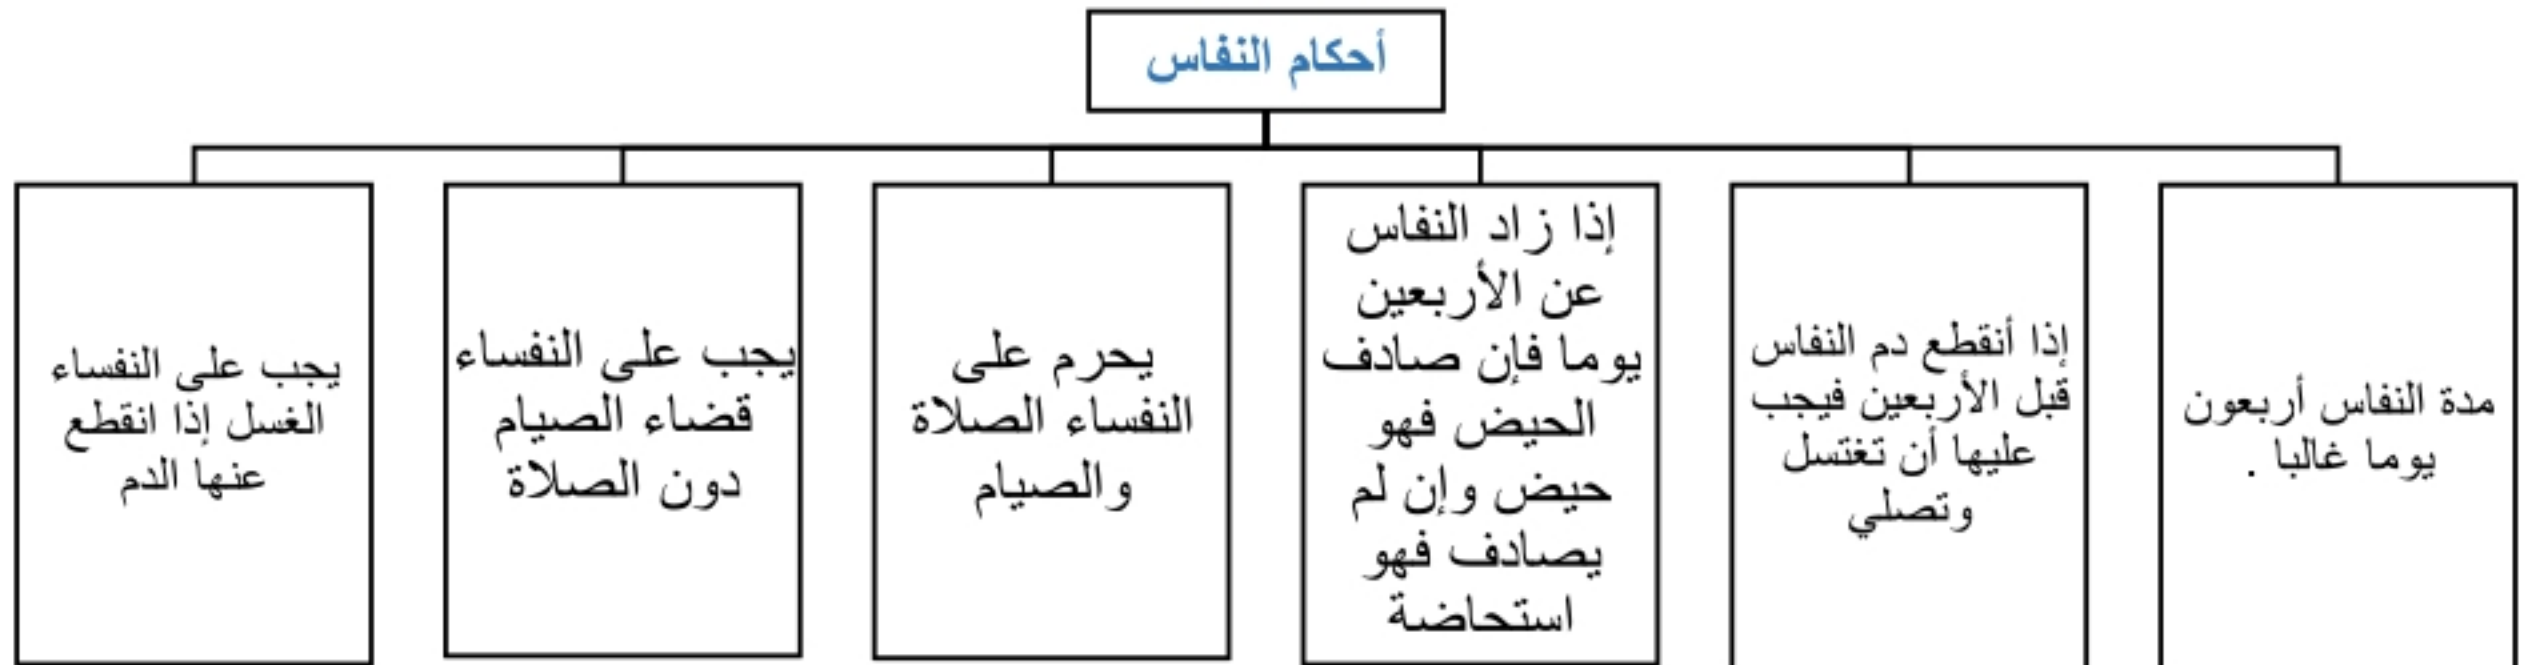 أحكام النفاس
مدة النفاس أربعون
يوما غالبا .
إذا أنقطع دم النفاس
قبل الأربعين فيجب
عليها أن تغتسل
وتصلي
إذا زاد النفاس
عن الأربعين
يوما فإن صادف
الحيض فهو
حيض وإن لم
يصادف فهو
استحاضة
يحرم على
النفساء الصلاة
والصيام
يجب على النفساء
قضاء الصيام
دون الصلاة
يجب على النفساء
الغسل إذا انقطع
عنها الدم